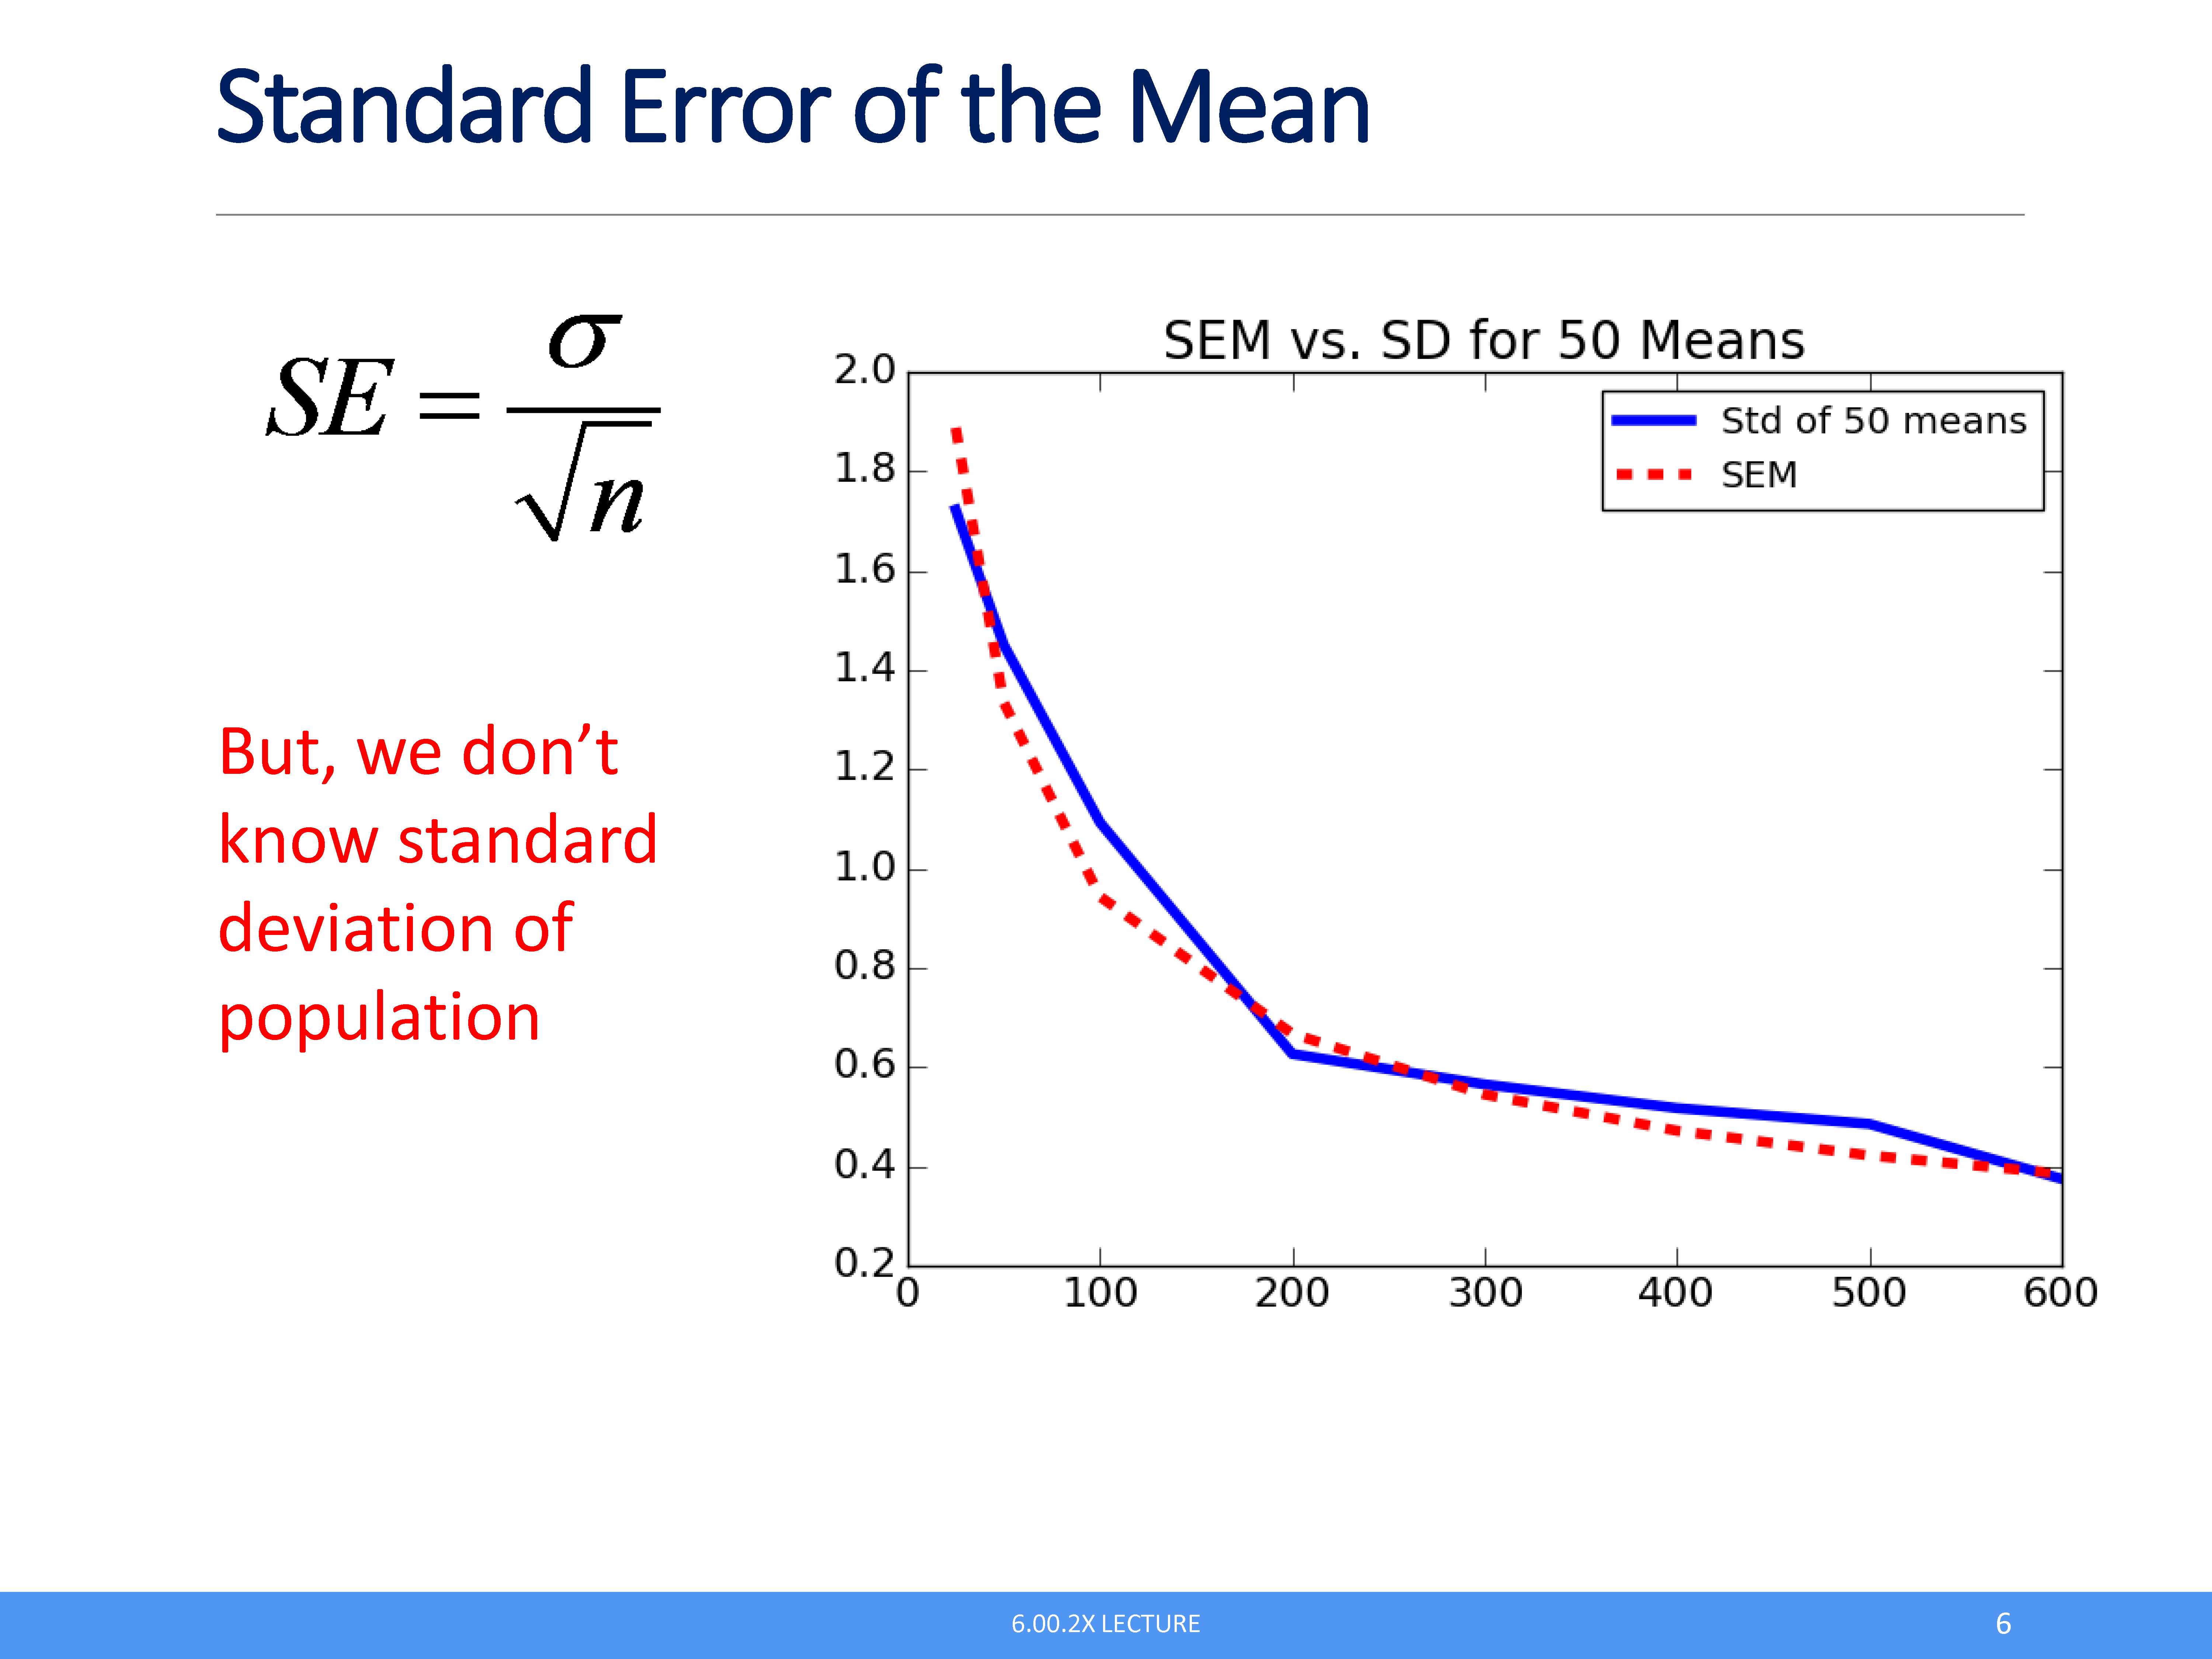 Standard Error of the Mean
SE = σ / √n
But, we don’t
know standard
deviation of
population
SEM vs. SD for 50 Means
Std of 50 means
SEM
2.0
1.8
1.6
1.4
1.2
1.0
0.8
0.6
0.4
0.2
0 100 200 300 400 500 600
6.00.2X LECTURE
6